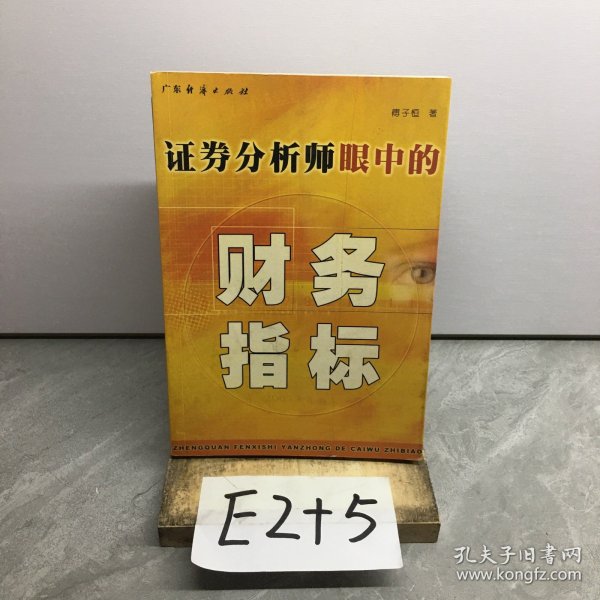 广东经济出版社
傅子恒 著
证券分析师眼中的
财务
指标
ZHENGQUAN FENXISHI YANZHONG DE CAIWU ZHIBIAO
E2+5
孔夫子旧书网
www.kongfz.com